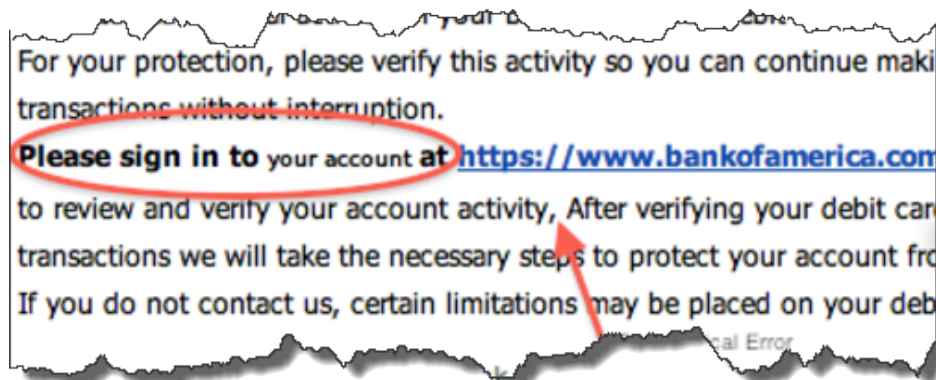 For your protection, please verify this activity so you can continue maki
transactions without interruption.
Please sign in to your account at https://www.bankofamerica.com
to review and verify your account activity, After verifying your debit card
transactions we will take the necessary steps to protect your account fro
If you do not contact us, certain limitations may be placed on your deb
cal Error